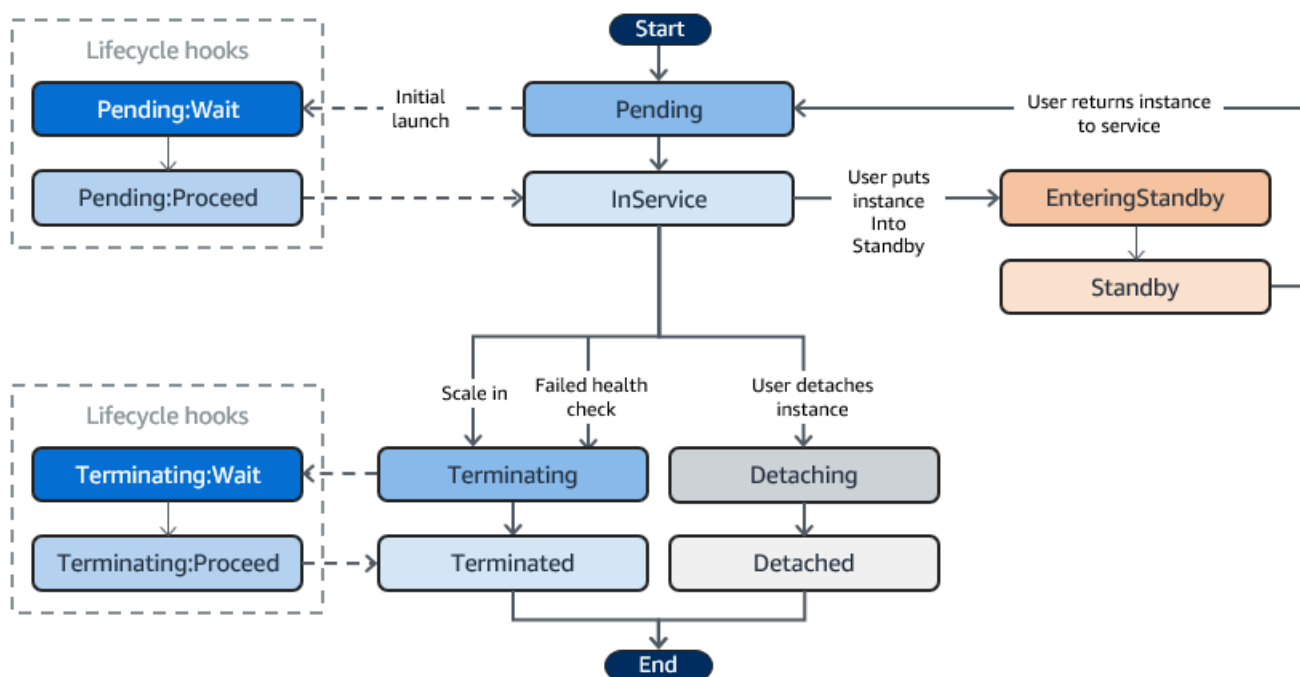 Start
Lifecycle hooks
Pending:Wait
Initial
launch
Pending
User returns instance
to service
Pending:Proceed
InService
User puts
instance
Into
Standby
EnteringStandby
Standby
Scale in
Failed health
check
User detaches
instance
Lifecycle hooks
Terminating:Wait
Terminating
Detaching
Terminating:Proceed
Terminated
Detached
End